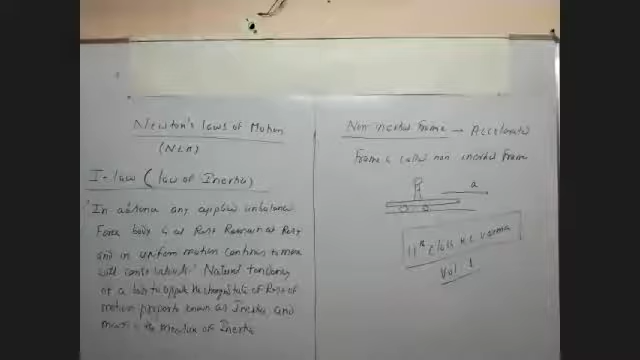 Newton's laws of Motion
(NLM)
I - law (law of Inertia)
In absence any applied unbalance
Force body is at Rest Remain at Rest
and in uniform motion continues to move
with const. Natural tendency
of a body to oppose the change state of Rest of
motion property known as Inertia and
mass is the measure of Inertia
Non inertial Frame → Accelerated
Frame is called non inertial Frame
a
11th class H.C Verma
Vol 1